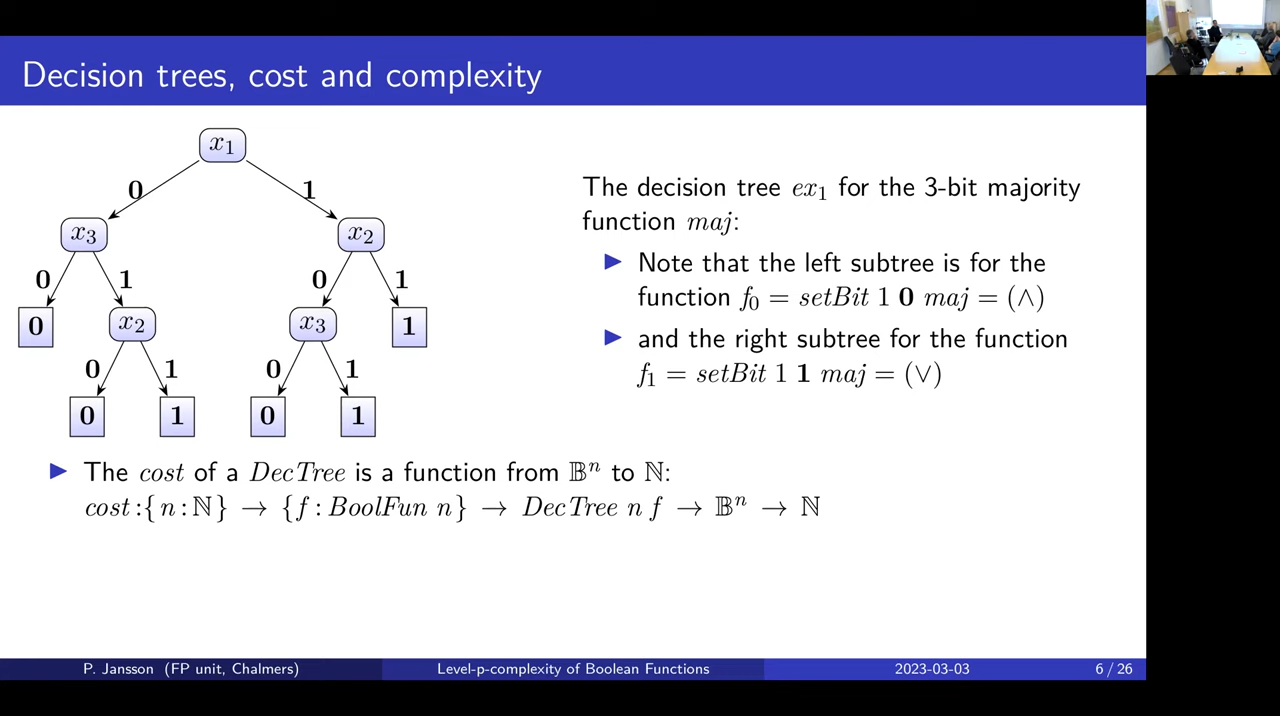 Decision trees, cost and complexity
x₁
0 1
x₃ x₂
0 1 0 1
0 x₂ x₃ 1
0 1 0 1
0 1 0 1
The decision tree ex₁ for the 3-bit majority
function maj:
▶ Note that the left subtree is for the
function f₀ = setBit 1 0 maj = (∧)
▶ and the right subtree for the function
f₁ = setBit 1 1 maj = (∨)
▶ The cost of a DecTree is a function from 𝔹ⁿ to ℕ:
cost :{n : ℕ} → {f : BoolFun n} → DecTree n f → 𝔹ⁿ → ℕ
P. Jansson (FP unit, Chalmers) Level-p-complexity of Boolean Functions 2023-03-03 6 / 26